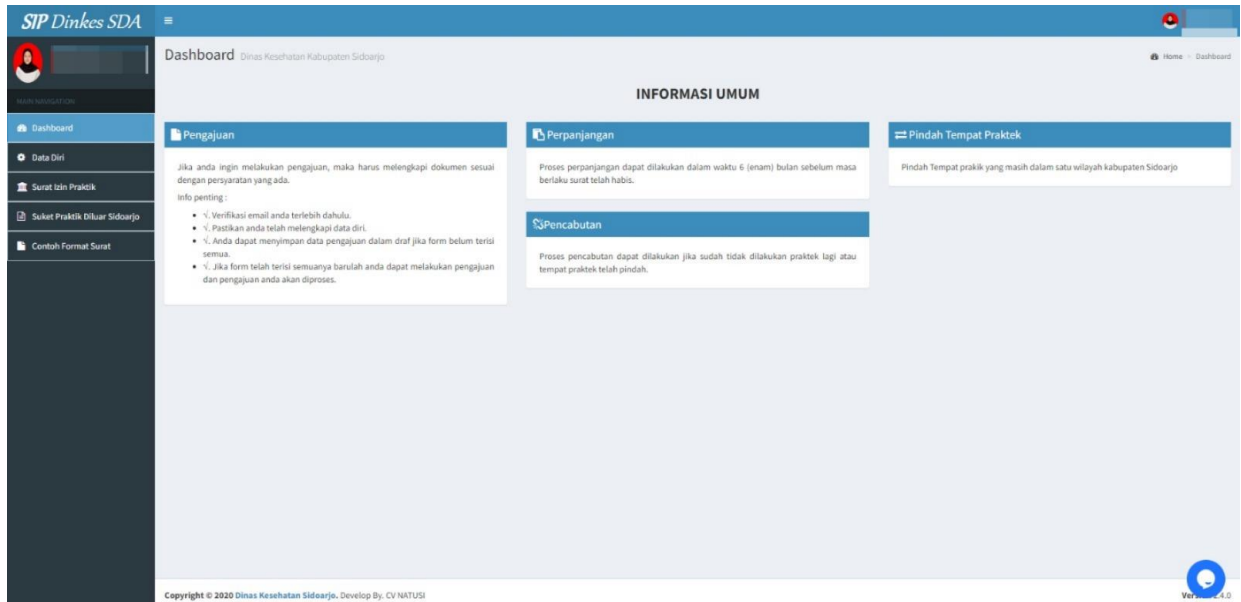 SIP Dinkes SDA
MAIN NAVIGATION
Dashboard
Data Diri
Surat Izin Praktik
Suket Praktik Diluar Sidoarjo
Contoh Format Surat
Dashboard Dinas Kesehatan Kabupaten Sidoarjo
Home > Dashboard
INFORMASI UMUM
Pengajuan
Jika anda ingin melakukan pengajuan, maka harus melengkapi dokumen sesuai
dengan persyaratan yang ada.
Info penting :
• √. Verifikasi email anda terlebih dahulu.
• √. Pastikan anda telah melengkapi data diri.
• √. Anda dapat menyimpan data pengajuan dalam draf jika form belum terisi
semua.
• √. Jika form telah terisi semuanya barulah anda dapat melakukan pengajuan
dan pengajuan anda akan diproses.
Perpanjangan
Proses perpanjangan dapat dilakukan dalam waktu 6 (enam) bulan sebelum masa
berlaku surat telah habis.
Pencabutan
Proses pencabutan dapat dilakukan jika sudah tidak dilakukan praktek lagi atau
tempat praktek telah pindah.
Pindah Tempat Praktek
Pindah Tempat prakik yang masih dalam satu wilayah kabupaten Sidoarjo
Copyright © 2020 Dinas Kesehatan Sidoarjo. Develop By. CV NATUSI